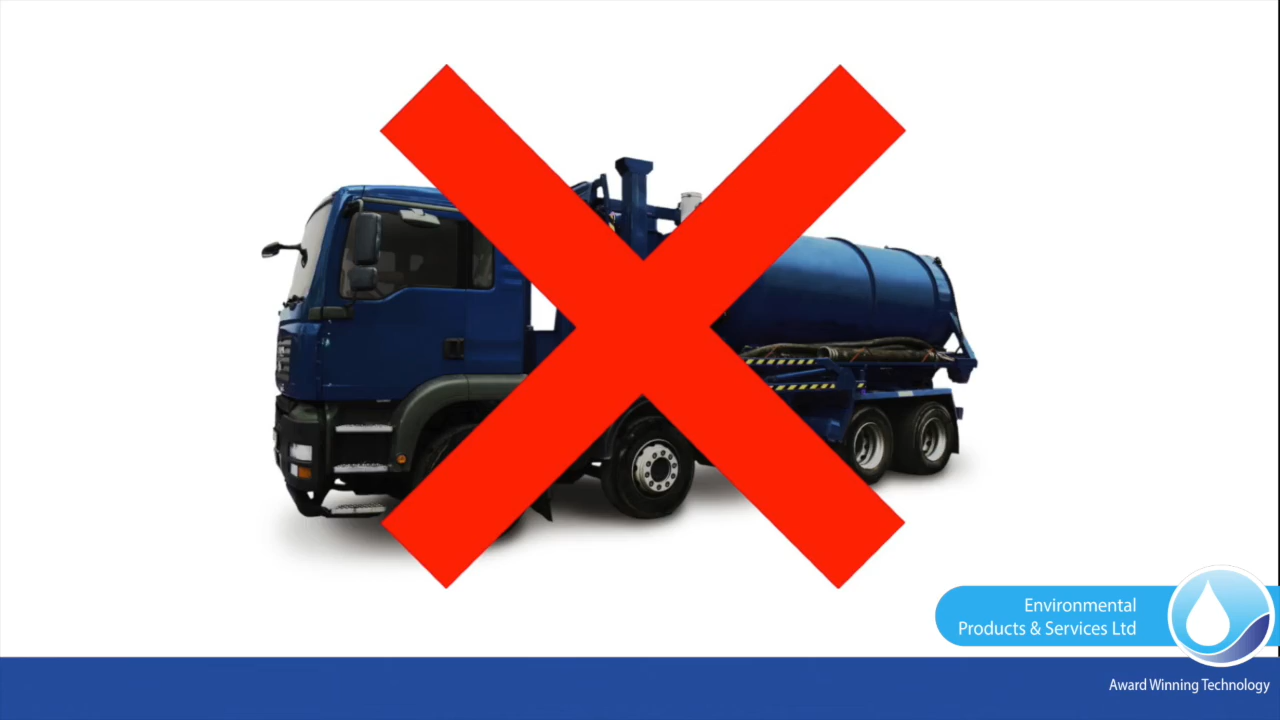 Environmental
Products & Services Ltd
Award Winning Technology